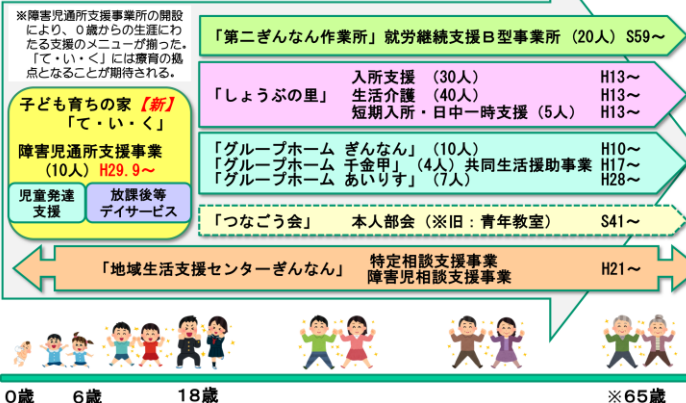 ※障害児通所支援事業所の開設
により、0歳からの生涯にわ
たる支援のメニューが揃った。
「て・い・く」には療育の拠
点となることが期待される。
子ども育ちの家【新】
「て・い・く」
障害児通所支援事業
(10人) H29.9～
児童発達
支援
放課後等
デイサービス
「第二ぎんなん作業所」就労継続支援B型事業所 (20人) S59～
「しょうぶの里」
入所支援 (30人) H13～
生活介護 (40人) H13～
短期入所・日中一時支援 (5人) H13～
「グループホーム ぎんなん」(10人) H10～
「グループホーム 千金甲」(4人) 共同生活援助事業 H17～
「グループホーム あいりす」(7人) H28～
「つなごう会」 本人部会 (※旧：青年教室) S41～
「地域生活支援センターぎんなん」 特定相談支援事業
障害児相談支援事業 H21～
0歳 6歳 18歳 ※65歳